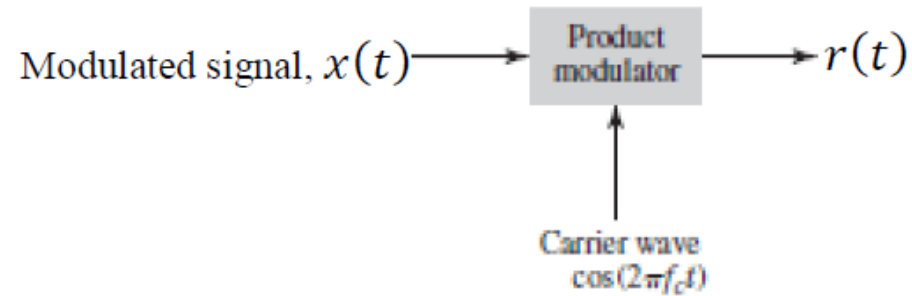 Product
modulator
Modulated signal, x(t)
r(t)
Carrier wave
cos(2πf_ct)